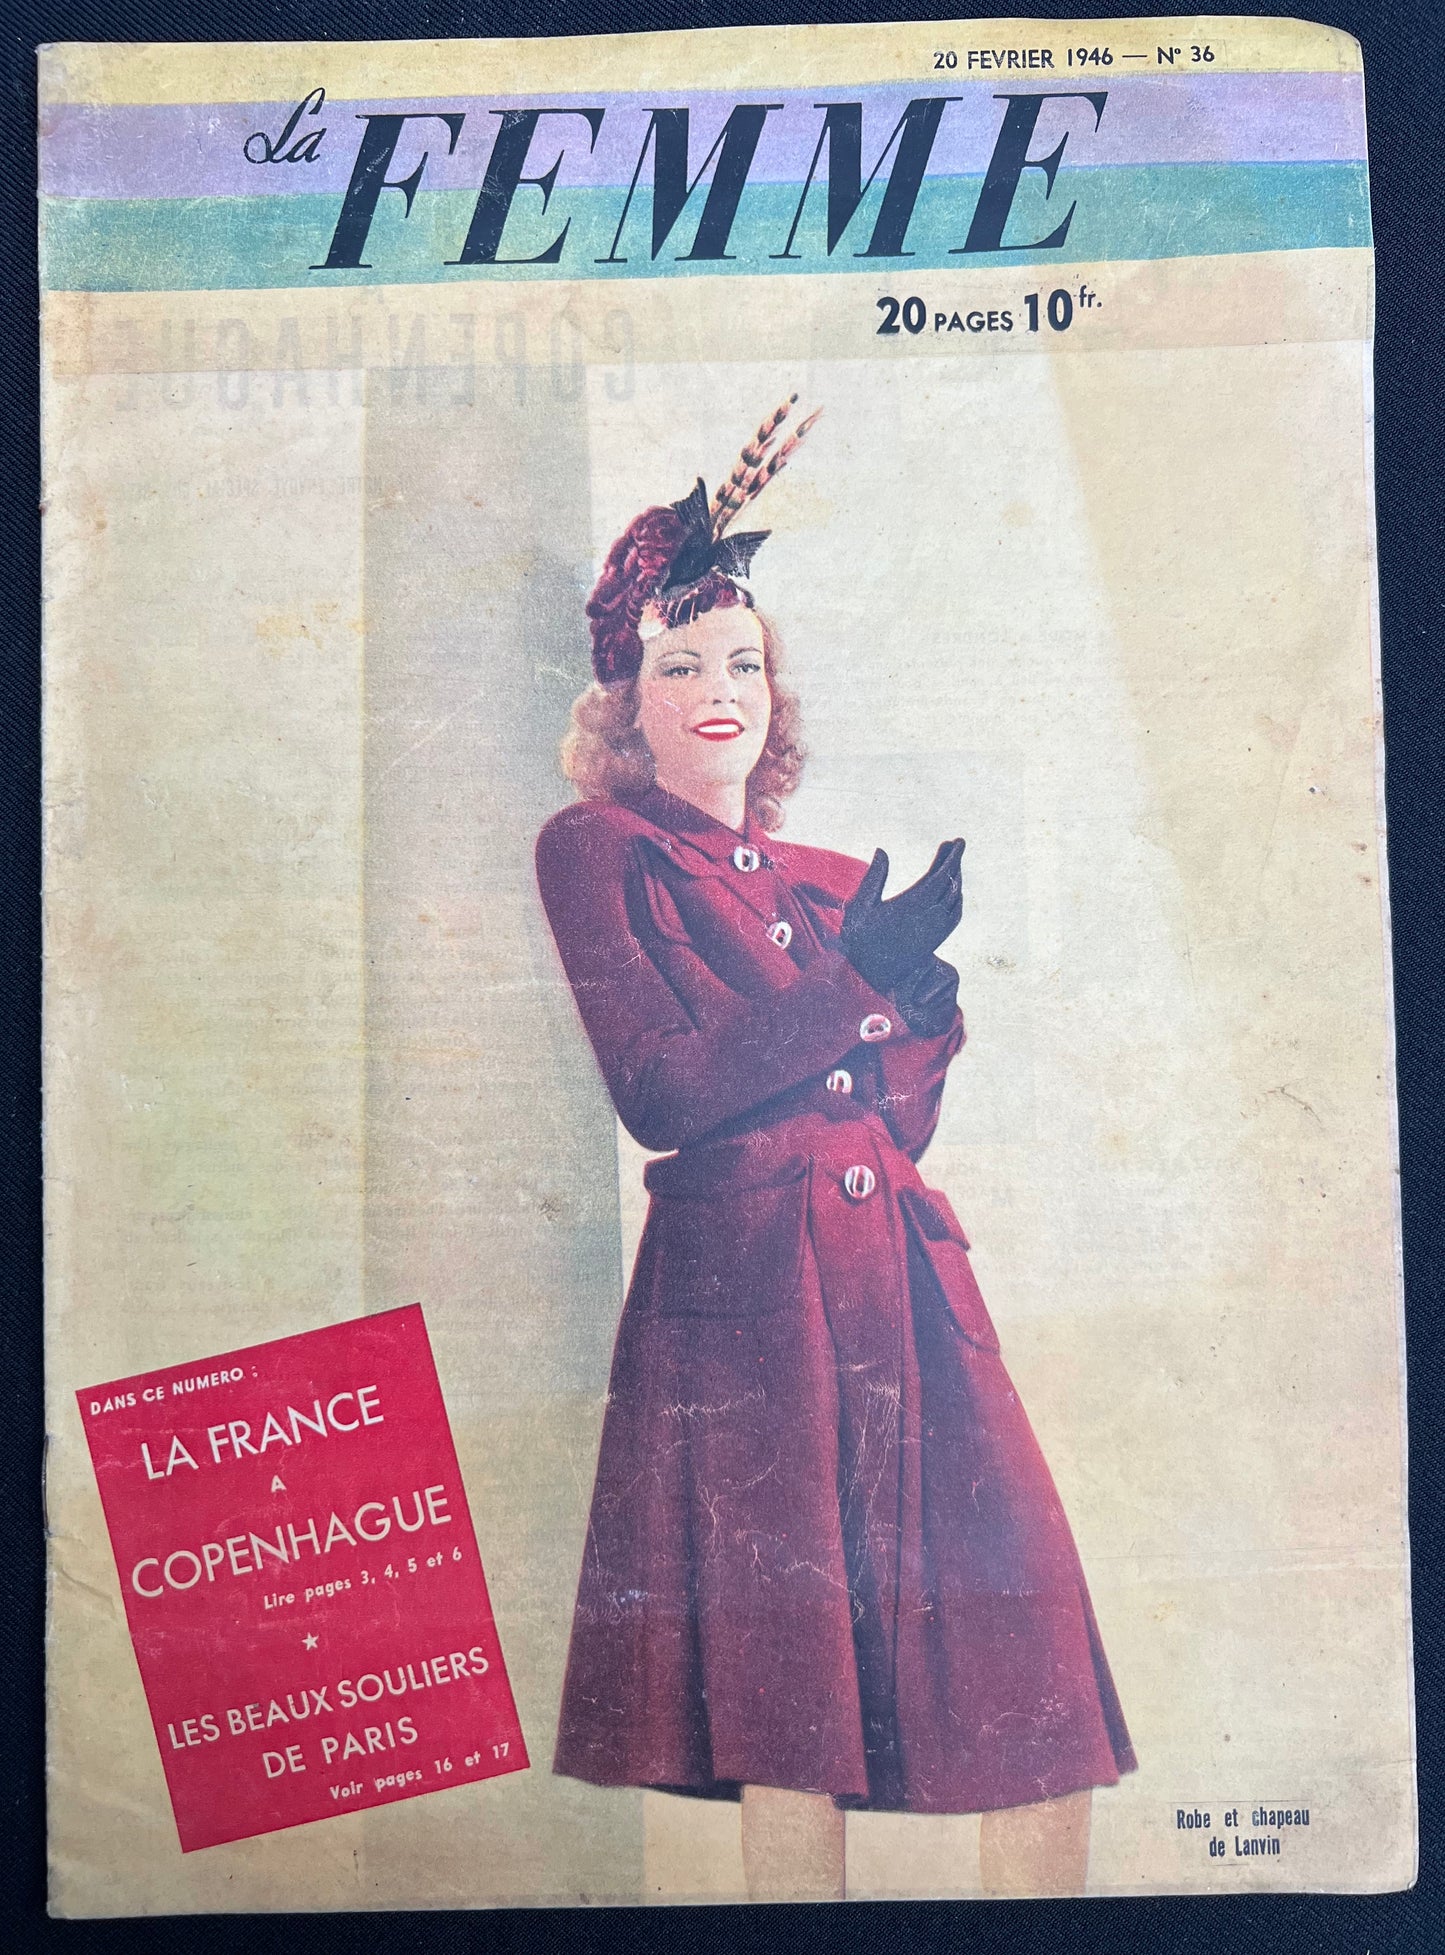 20 FEVRIER 1946 — N° 36
La FEMME
20 PAGES 10 fr.
COPENHAGUE
DANS CE NUMERO :
LA FRANCE
A
COPENHAGUE
Lire pages 3, 4, 5 et 6
★
LES BEAUX SOULIERS
DE PARIS
Voir pages 16 et 17
Robe et chapeau
de Lanvin